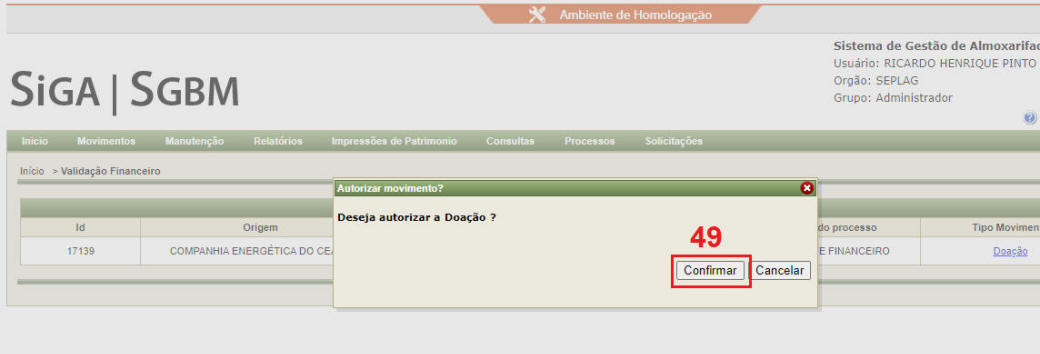 Ambiente de Homologação
Sistema de Gestão de Almoxarifad
Usuário: RICARDO HENRIQUE PINTO
Orgão: SEPLAG
Grupo: Administrador
SIGA | SGBM
Início Movimentos Manutenção Relatórios Impressões de Patrimonio Consultas Processos Solicitações
Início > Validação Financeiro
Autorizar movimento?
Deseja autorizar a Doação ?
49
Confirmar Cancelar
Id Origem do processo Tipo Movimen
17139 COMPANHIA ENERGÉTICA DO CEA E FINANCEIRO Doação